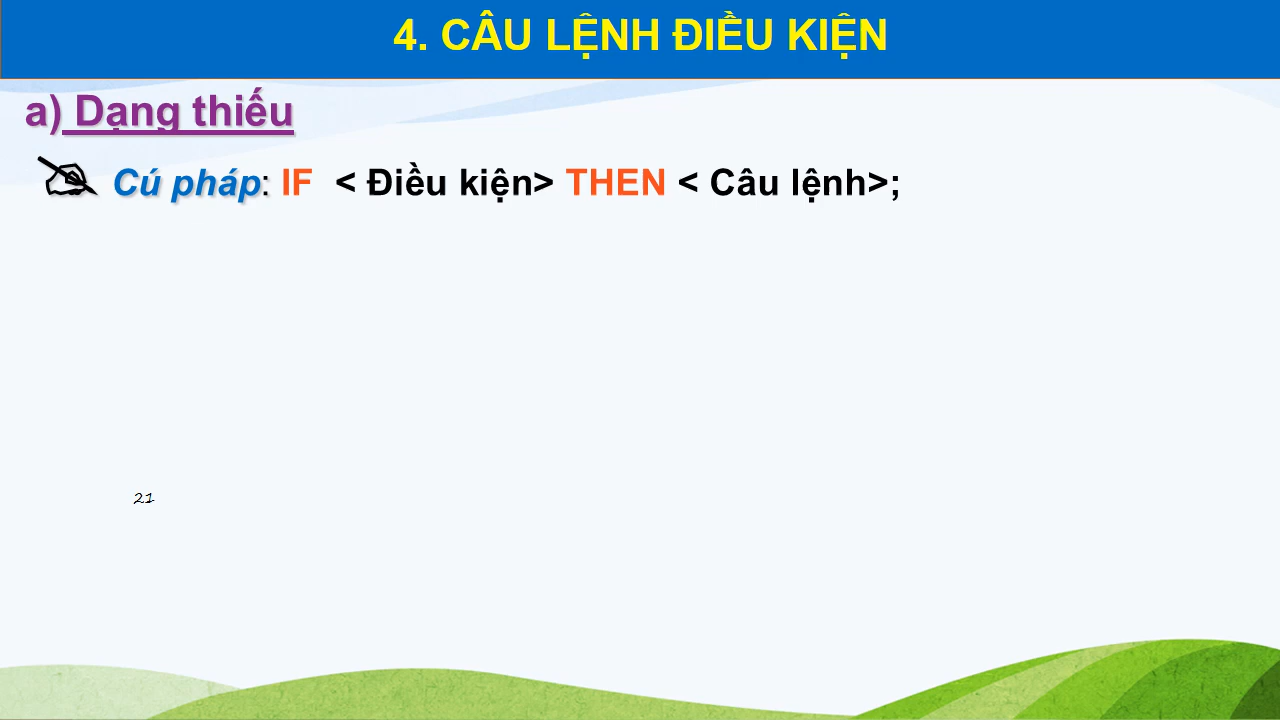 4. CÂU LỆNH ĐIỀU KIỆN
a) Dạng thiếu
Cú pháp: IF < Điều kiện> THEN < Câu lệnh>;
21